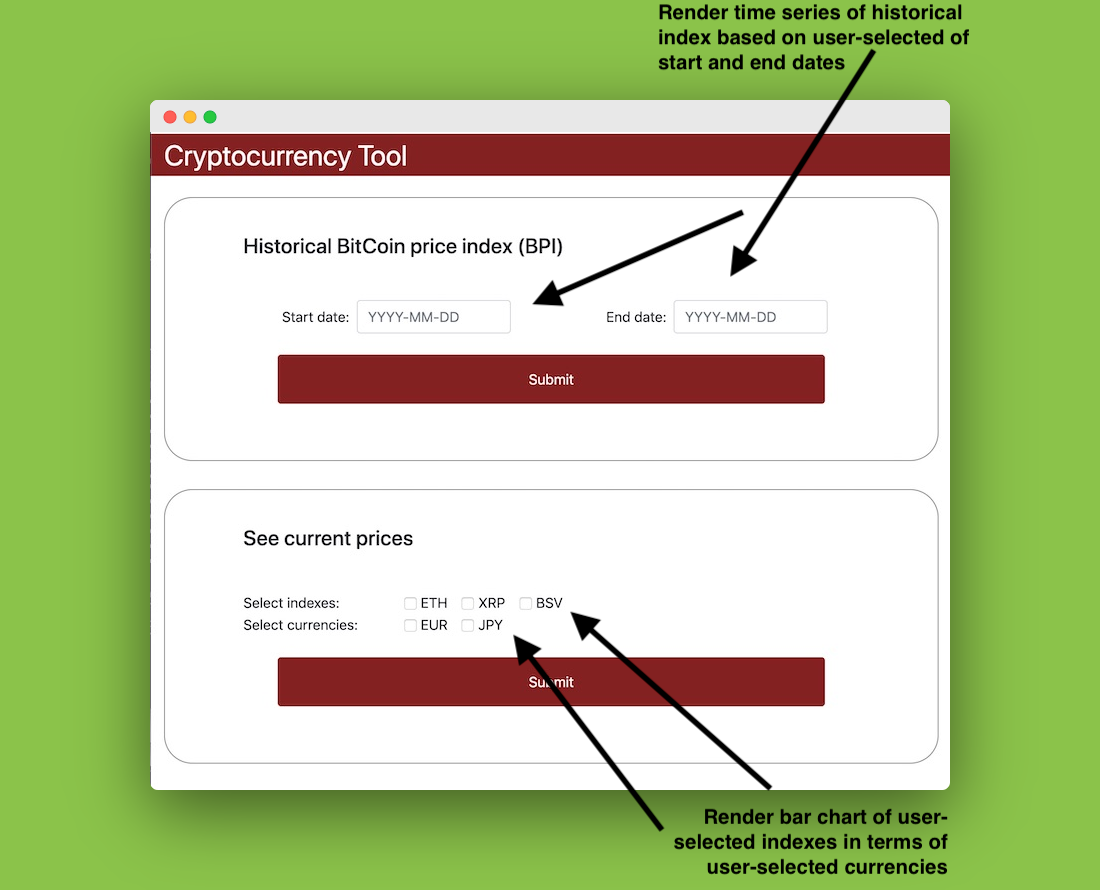 Render time series of historical
index based on user-selected of
start and end dates
Cryptocurrency Tool
Historical BitCoin price index (BPI)
Start date: YYYY-MM-DD End date: YYYY-MM-DD
Submit
See current prices
Select indexes: ETH XRP BSV
Select currencies: EUR JPY
Submit
Render bar chart of user-
selected indexes in terms of
user-selected currencies